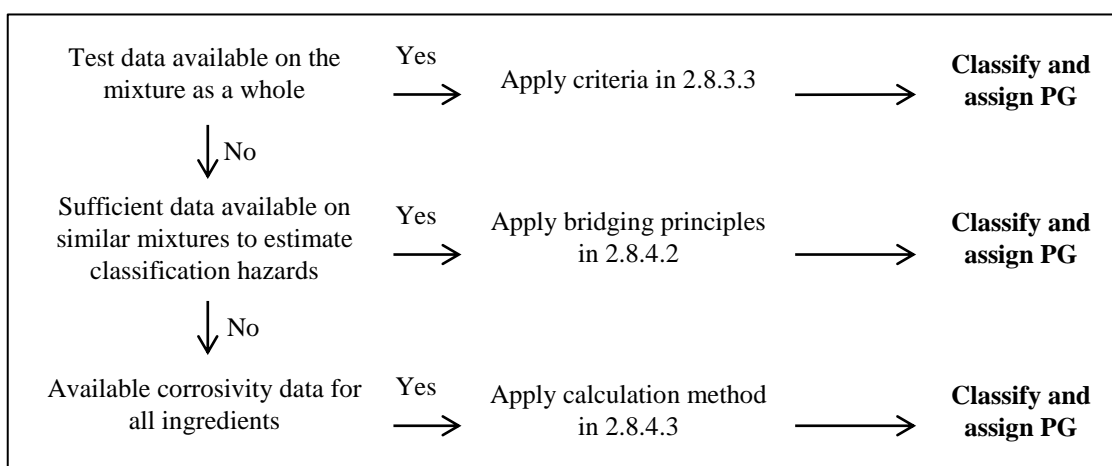 Test data available on the
mixture as a whole
Yes
Apply criteria in 2.8.3.3
Classify and
assign PG
No
Sufficient data available on
similar mixtures to estimate
classification hazards
Yes
Apply bridging principles
in 2.8.4.2
Classify and
assign PG
No
Available corrosivity data for
all ingredients
Yes
Apply calculation method
in 2.8.4.3
Classify and
assign PG